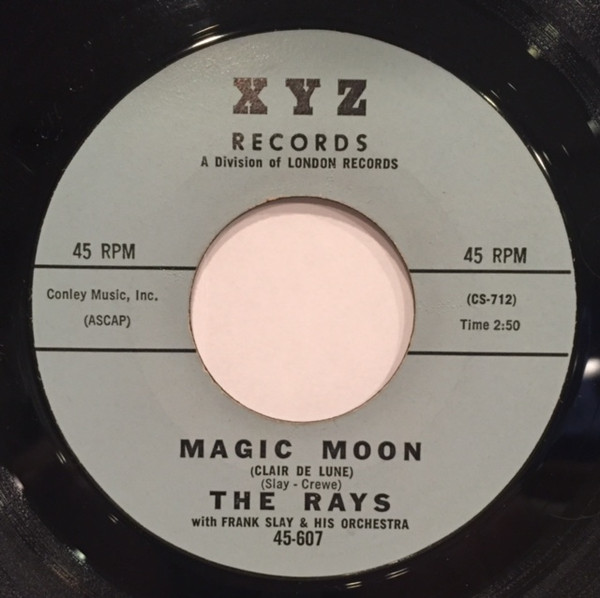 XYZ
RECORDS
A Division of LONDON RECORDS
45 RPM
45 RPM
Conley Music, Inc.
(ASCAP)
(CS-712)
Time 2:50
MAGIC MOON
(CLAIR DE LUNE)
(Slay - Crewe)
THE RAYS
with FRANK SLAY & HIS ORCHESTRA
45-607